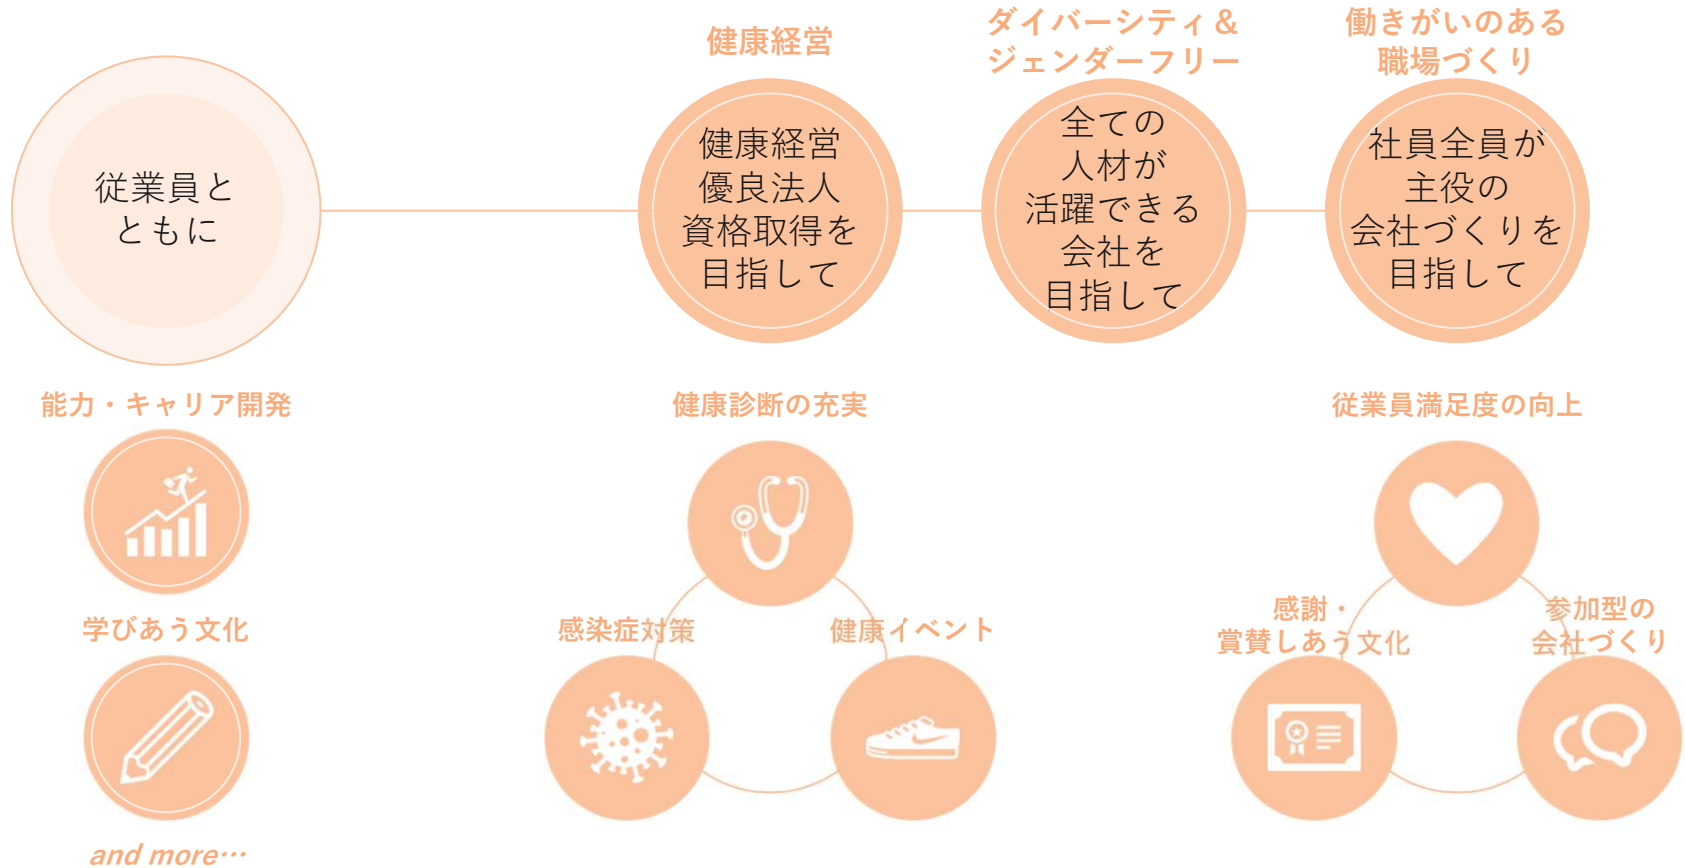 健康経営
ダイバーシティ＆
ジェンダーフリー
働きがいのある
職場づくり
従業員と
ともに
健康経営
優良法人
資格取得を
目指して
全ての
人材が
活躍できる
会社を
目指して
社員全員が
主役の
会社づくりを
目指して
能力・キャリア開発
学びあう文化
and more…
健康診断の充実
感染症対策
健康イベント
従業員満足度の向上
感謝・
賞賛しあう文化
参加型の
会社づくり